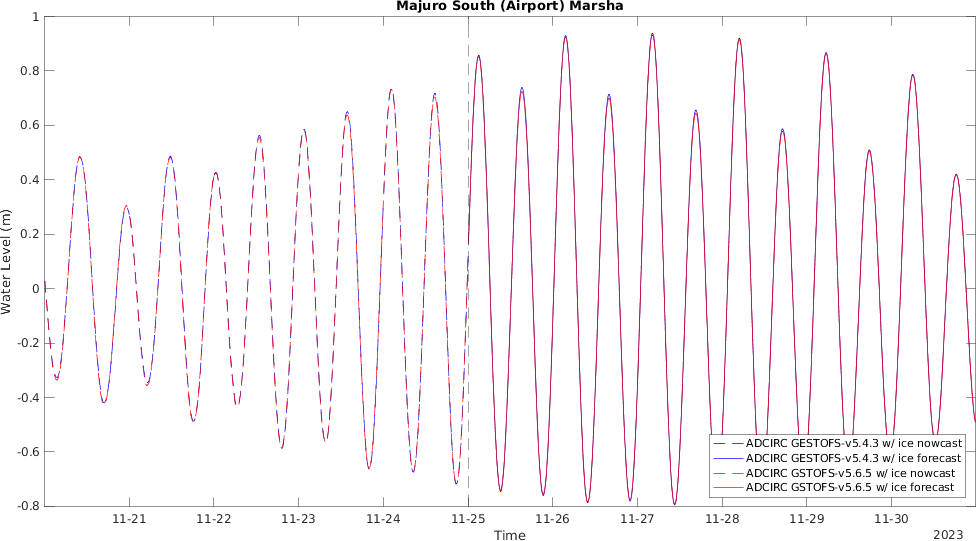 Majuro South (Airport) Marsha
Water Level (m)
1
0.8
0.6
0.4
0.2
0
-0.2
-0.4
-0.6
-0.8
ADCIRC GESTOFS-v5.4.3 w/ ice nowcast
ADCIRC GESTOFS-v5.4.3 w/ ice forecast
ADCIRC GSTOFS-v5.6.5 w/ ice nowcast
ADCIRC GSTOFS-v5.6.5 w/ ice forecast
11-21 11-22 11-23 11-24 11-25 11-26 11-27 11-28 11-29 11-30
Time
2023